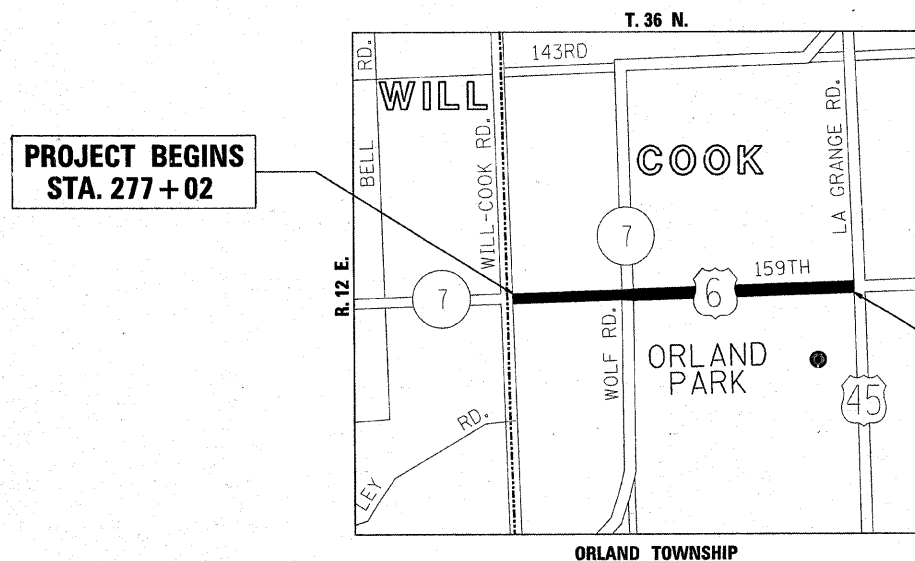 T. 36 N.
143RD
RD.
WILL
COOK
PROJECT BEGINS
STA. 277+02
BELL
WILL-COOK RD.
LA GRANGE RD.
7
159TH
R. 12 E.
7
6
WOLF RD.
ORLAND
PARK
45
RD.
LEY
ORLAND TOWNSHIP